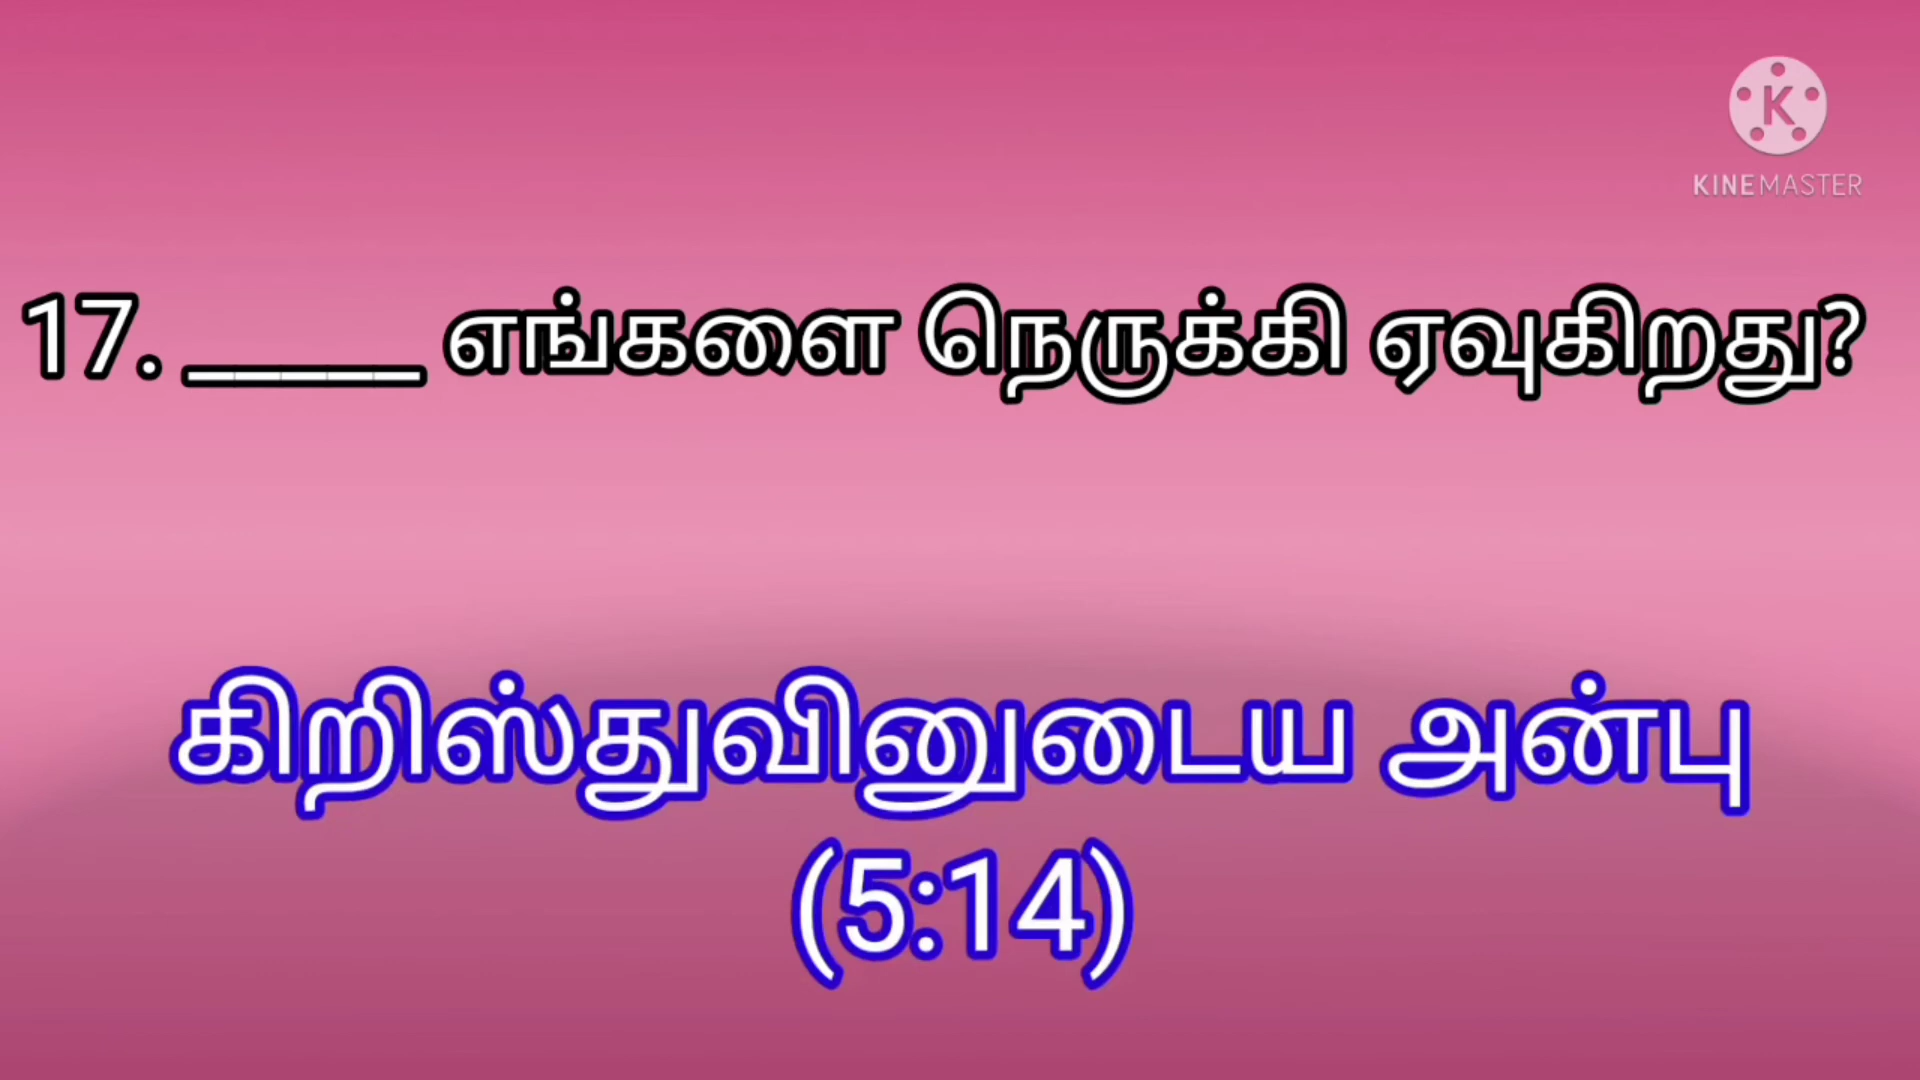 KINEMASTER
17. _____ எங்களை நெருக்கி ஏவுகிறது?
கிறிஸ்துவினுடைய அன்பு
(5:14)